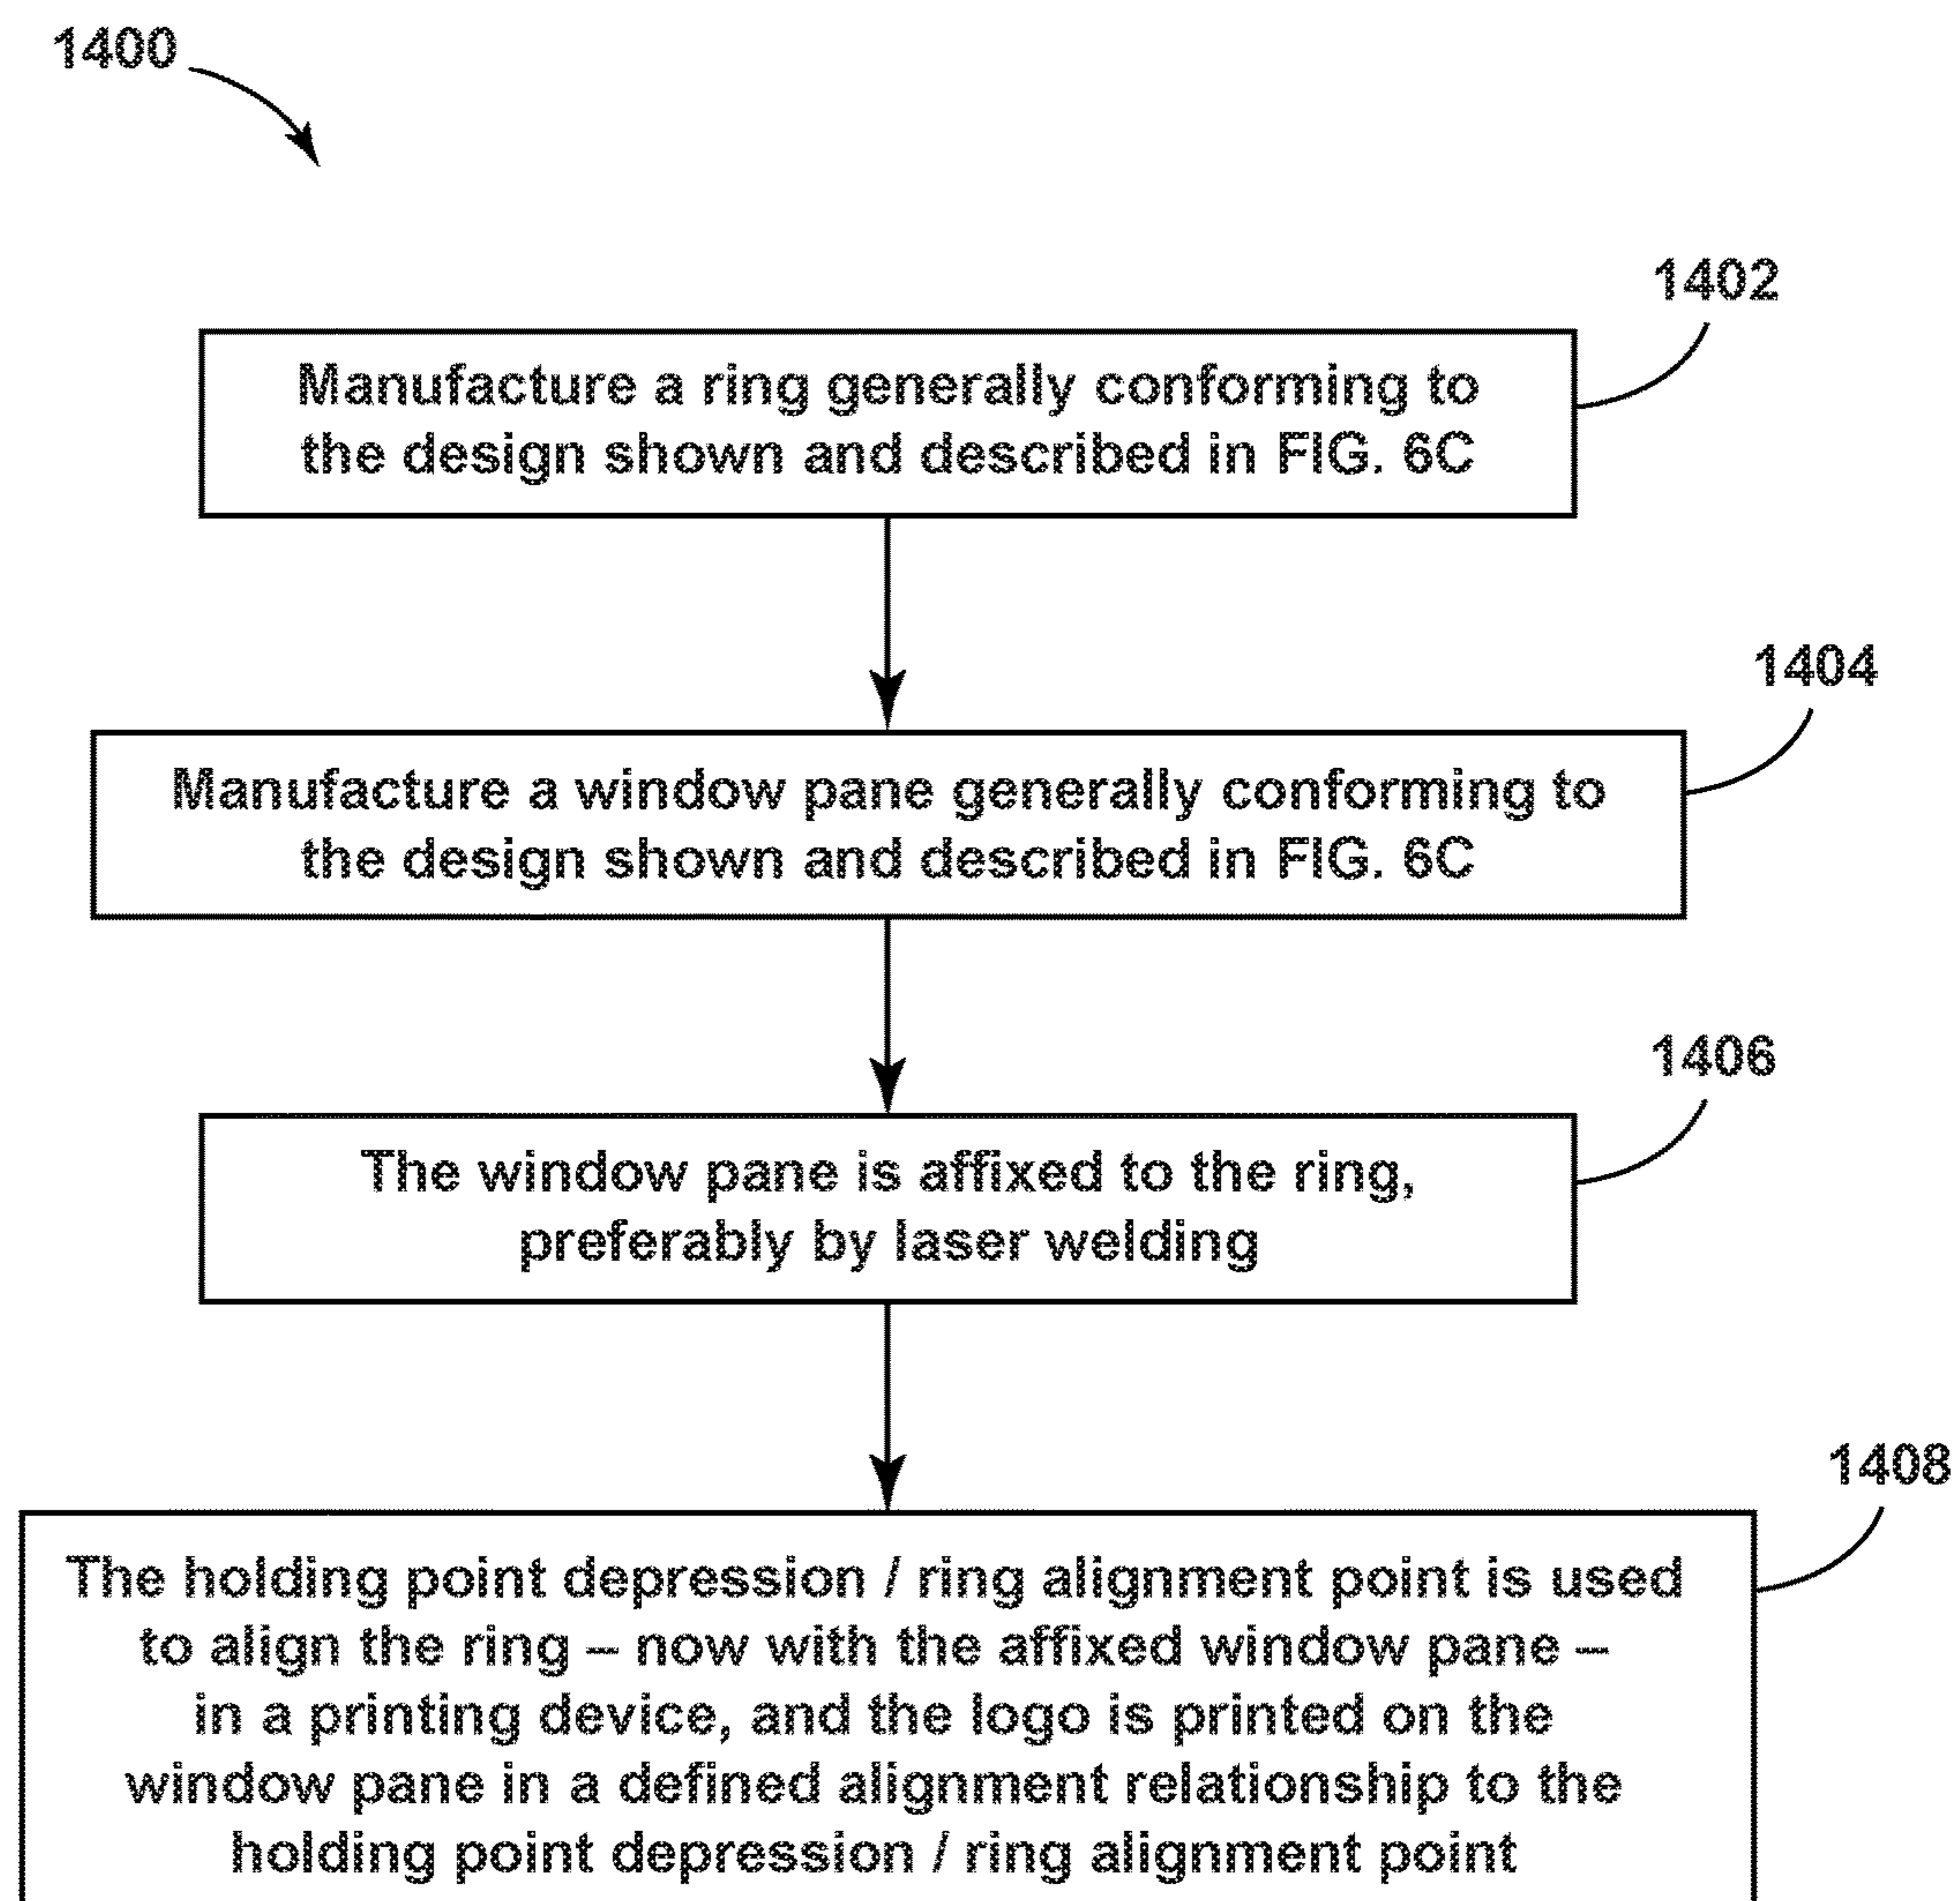 1400
1402
Manufacture a ring generally conforming to
the design shown and described in FIG. 6C
1404
Manufacture a window pane generally conforming to
the design shown and described in FIG. 6C
1406
The window pane is affixed to the ring,
preferably by laser welding
1408
The holding point depression / ring alignment point is used
to align the ring – now with the affixed window pane –
in a printing device, and the logo is printed on the
window pane in a defined alignment relationship to the
holding point depression / ring alignment point